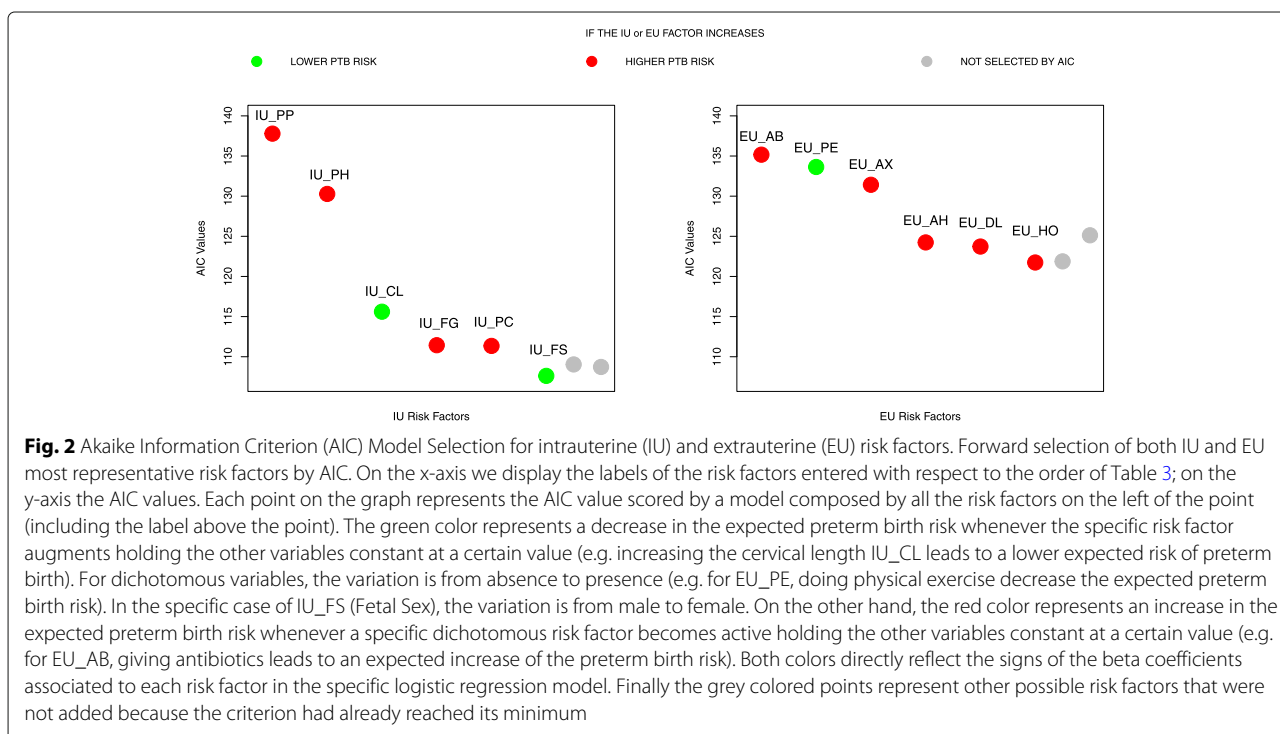 IF THE IU or EU FACTOR INCREASES
LOWER PTB RISK
HIGHER PTB RISK
NOT SELECTED BY AIC
140
135
130
125
120
115
110
AIC Values
IU_PP
IU_PH
IU_CL
IU_FG
IU_PC
IU_FS
IU Risk Factors
140
135
130
125
120
115
110
AIC Values
EU_AB
EU_PE
EU_AX
EU_AH
EU_DL
EU_HO
EU Risk Factors
Fig. 2 Akaike Information Criterion (AIC) Model Selection for intrauterine (IU) and extrauterine (EU) risk factors. Forward selection of both IU and EU
most representative risk factors by AIC. On the x-axis we display the labels of the risk factors entered with respect to the order of Table 3; on the
y-axis the AIC values. Each point on the graph represents the AIC value scored by a model composed by all the risk factors on the left of the point
(including the label above the point). The green color represents a decrease in the expected preterm birth risk whenever the specific risk factor
augments holding the other variables constant at a certain value (e.g. increasing the cervical length IU_CL leads to a lower expected risk of preterm
birth). For dichotomous variables, the variation is from absence to presence (e.g. for EU_PE, doing physical exercise decrease the expected preterm
birth risk). In the specific case of IU_FS (Fetal Sex), the variation is from male to female. On the other hand, the red color represents an increase in the
expected preterm birth risk whenever a specific dichotomous risk factor becomes active holding the other variables constant at a certain value (e.g.
for EU_AB, giving antibiotics leads to an expected increase of the preterm birth risk). Both colors directly reflect the signs of the beta coefficients
associated to each risk factor in the specific logistic regression model. Finally the grey colored points represent other possible risk factors that were
not added because the criterion had already reached its minimum